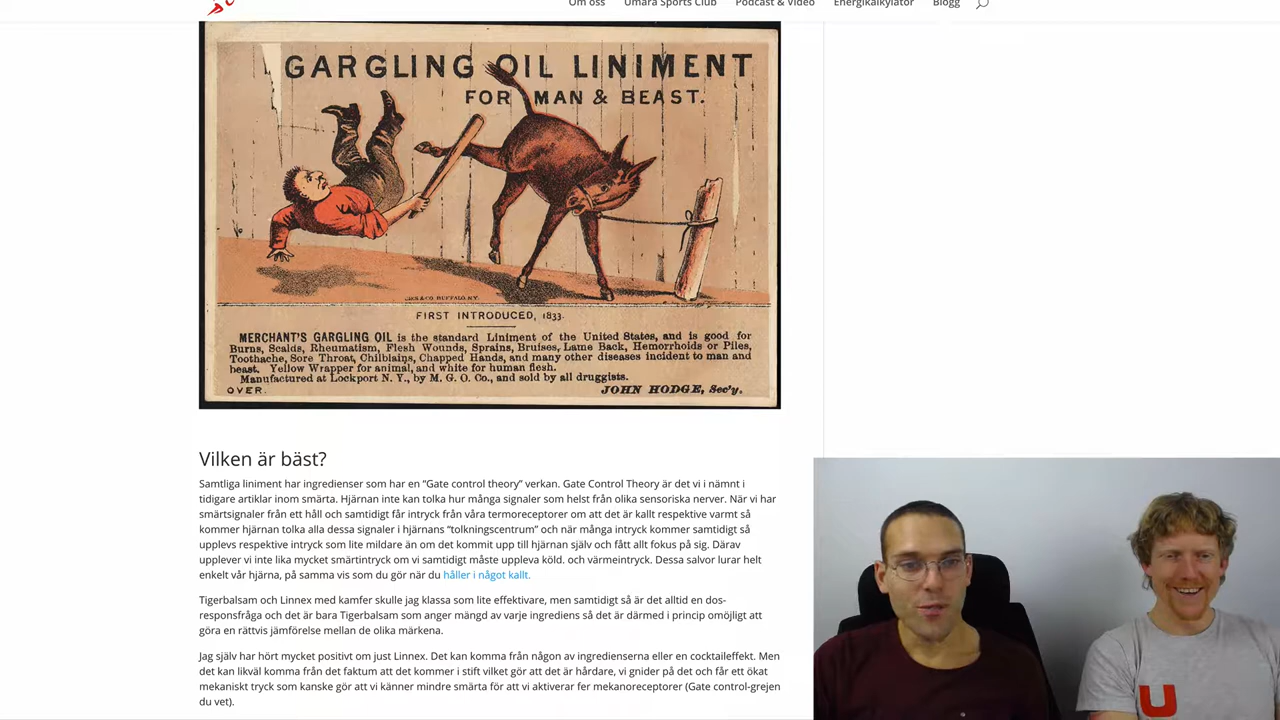 Om oss Umara Sports Club Podcast & Video Energikalkylator Blogg
GARGLING OIL LINIMENT
FOR MAN & BEAST.
FIRST INTRODUCED, 1833.
MERCHANT'S GARGLING OIL is the standard Liniment of the United States, and is good for
Burns, Scalds, Rheumatism, Flesh Wounds, Sprains, Bruises, Lame Back, Hemorrhoids or Piles,
Toothache, Sore Throat, Chilblains, Chapped Hands, and many other diseases incident to man and
beast. Yellow Wrapper for animal, and white for human flesh.
Manufactured at Lockport N. Y., by M. G. O. Co., and sold by all druggists.
OVER. JOHN HODGE, Sec'y.
Vilken är bäst?
Samtliga liniment har ingredienser som har en “Gate control theory” verkan. Gate Control Theory är det vi i nämnt i
tidigare artiklar inom smärta. Hjärnan inte kan tolka hur många signaler som helst från olika sensoriska nerver. När vi har
smärtsignaler från ett håll och samtidigt får intryck från våra termoreceptorer om att det är kallt respektive varmt så
kommer hjärnan tolka alla dessa signaler i hjärnans “tolkningscentrum” och när många intryck kommer samtidigt så
upplevs respektive intryck som lite mildare än om det kommit upp till hjärnan själv och fått allt fokus på sig. Därav
upplever vi inte lika mycket smärtintryck om vi samtidigt måste uppleva köld. och värmeintryck. Dessa salvor lurar helt
enkelt vår hjärna, på samma vis som du gör när du håller i något kallt.
Tigerbalsam och Linnex med kamfer skulle jag klassa som lite effektivare, men samtidigt så är det alltid en dos-
responsfråga och det är bara Tigerbalsam som anger mängd av varje ingrediens så det är därmed i princip omöjligt att
göra en rättvis jämförelse mellan de olika märkena.
Jag själv har hört mycket positivt om just Linnex. Det kan komma från någon av ingredienserna eller en cocktaileffekt. Men
det kan likväl komma från det faktum att det kommer i stift vilket gör att det är hårdare, vi gnider på det och får ett ökat
mekaniskt tryck som kanske gör att vi känner mindre smärta för att vi aktiverar fer mekanoreceptorer (Gate control-grejen
du vet).
U